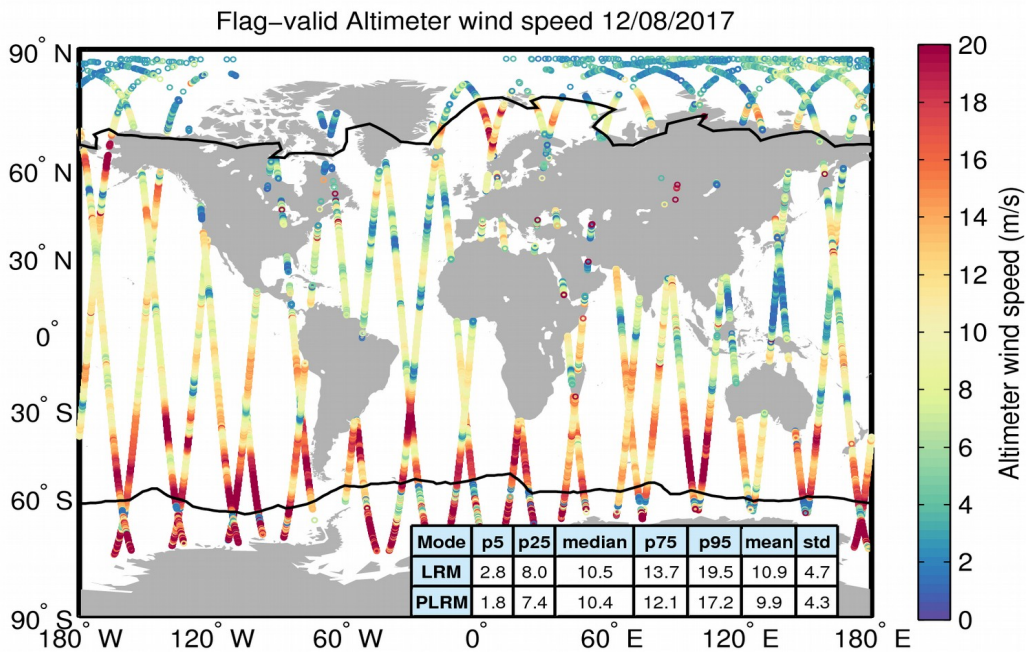 Flag-valid Altimeter wind speed 12/08/2017
90° N
60° N
30° N
0°
30° S
60° S
90° S
180° W
120° W
60° W
0°
60° E
120° E
180° E
Mode p5 p25 median p75 p95 mean std
LRM 2.8 8.0 10.5 13.7 19.5 10.9 4.7
PLRM 1.8 7.4 10.4 12.1 17.2 9.9 4.3
20
18
16
14
12
10
8
6
4
2
0
Altimeter wind speed (m/s)